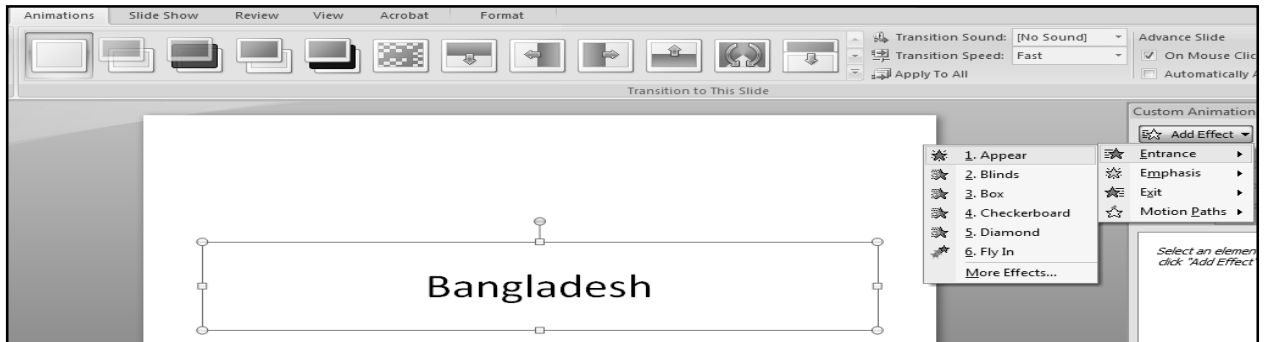 Animations Slide Show Review View Acrobat Format
Transition Sound: [No Sound]
Transition Speed: Fast
Apply To All
Advance Slide
On Mouse Clic
Automatically
Transition to This Slide
Custom Animation
Add Effect
Entrance
Emphasis
Exit
Motion Paths
1. Appear
2. Blinds
3. Box
4. Checkerboard
5. Diamond
6. Fly In
More Effects...
Select an elemen
click "Add Effect"
Bangladesh